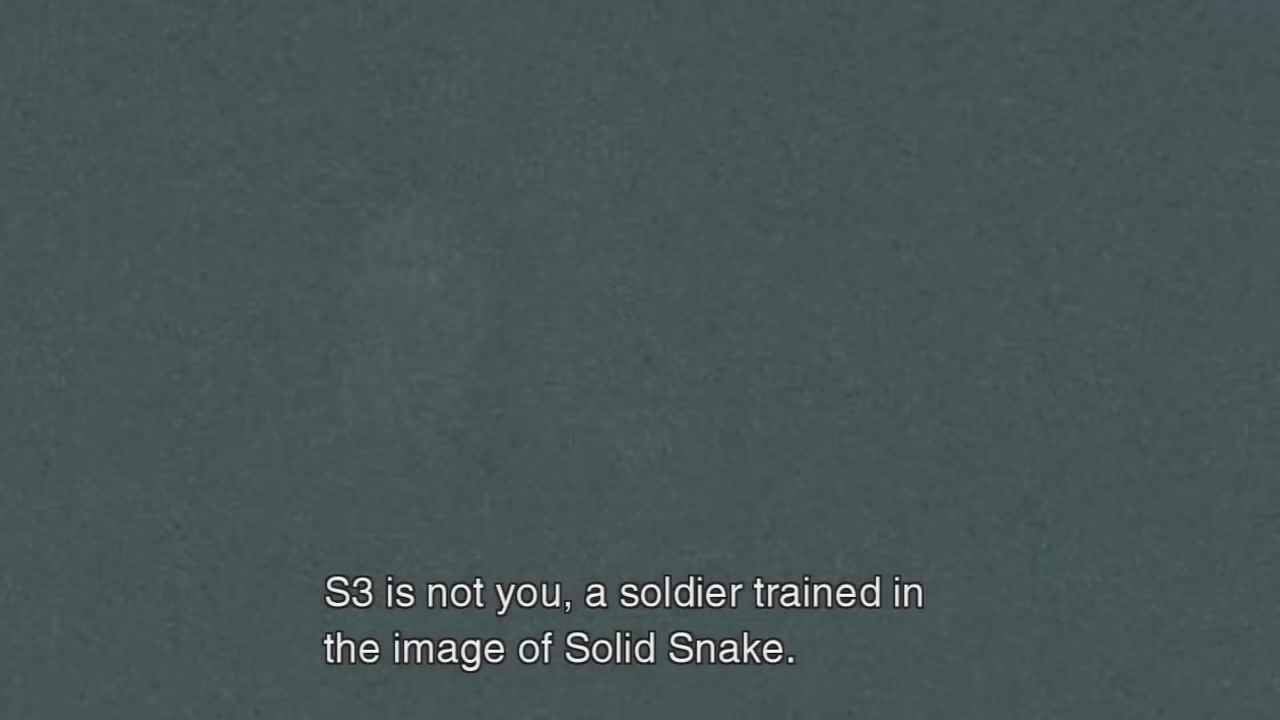 S3 is not you, a soldier trained in
the image of Solid Snake.